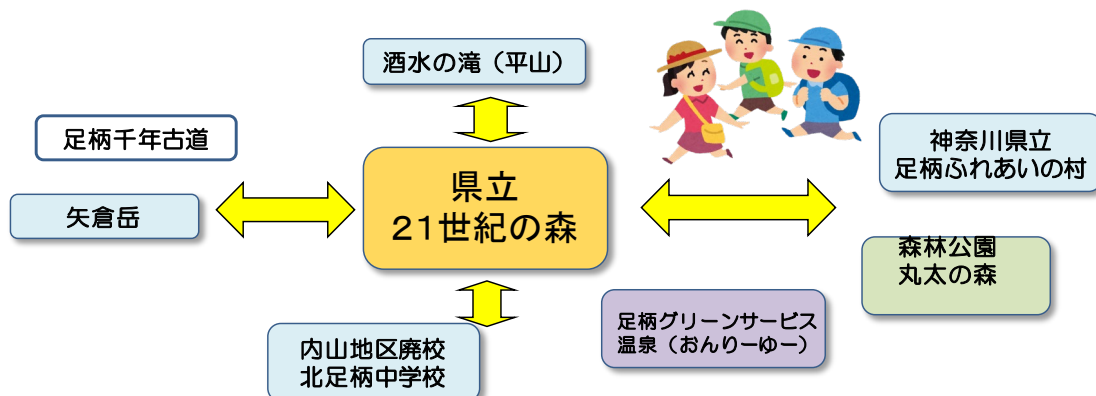 酒水の滝（平山）
足柄千年古道
矢倉岳
県立
２１世紀の森
神奈川県立
足柄ふれあいの村
森林公園
丸太の森
足柄グリーンサービス
温泉（おんりーゆー）
内山地区廃校
北足柄中学校